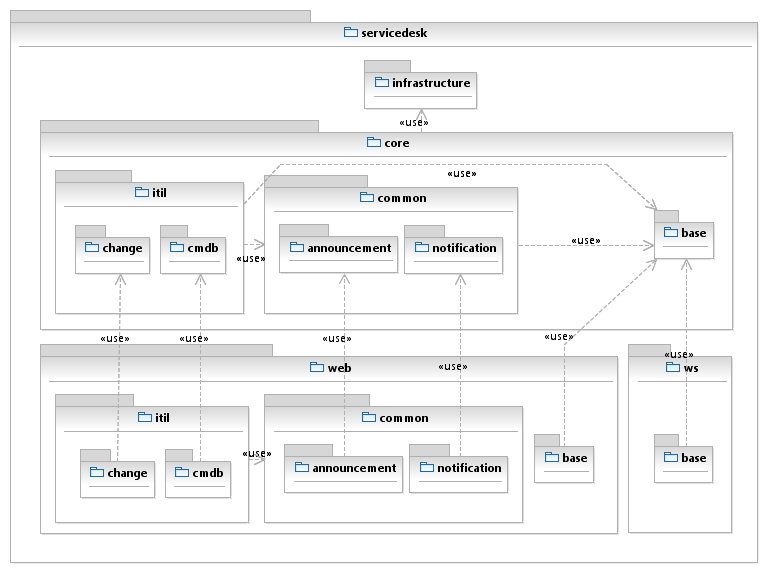 servicedesk
infrastructure
«use»
core
«use»
itil
common
base
change
cmdb
announcement
notification
«use»
«use»
«use»
«use»
«use»
«use»
«use»
«use»
web
ws
itil
common
«use»
base
base
change
cmdb
announcement
notification